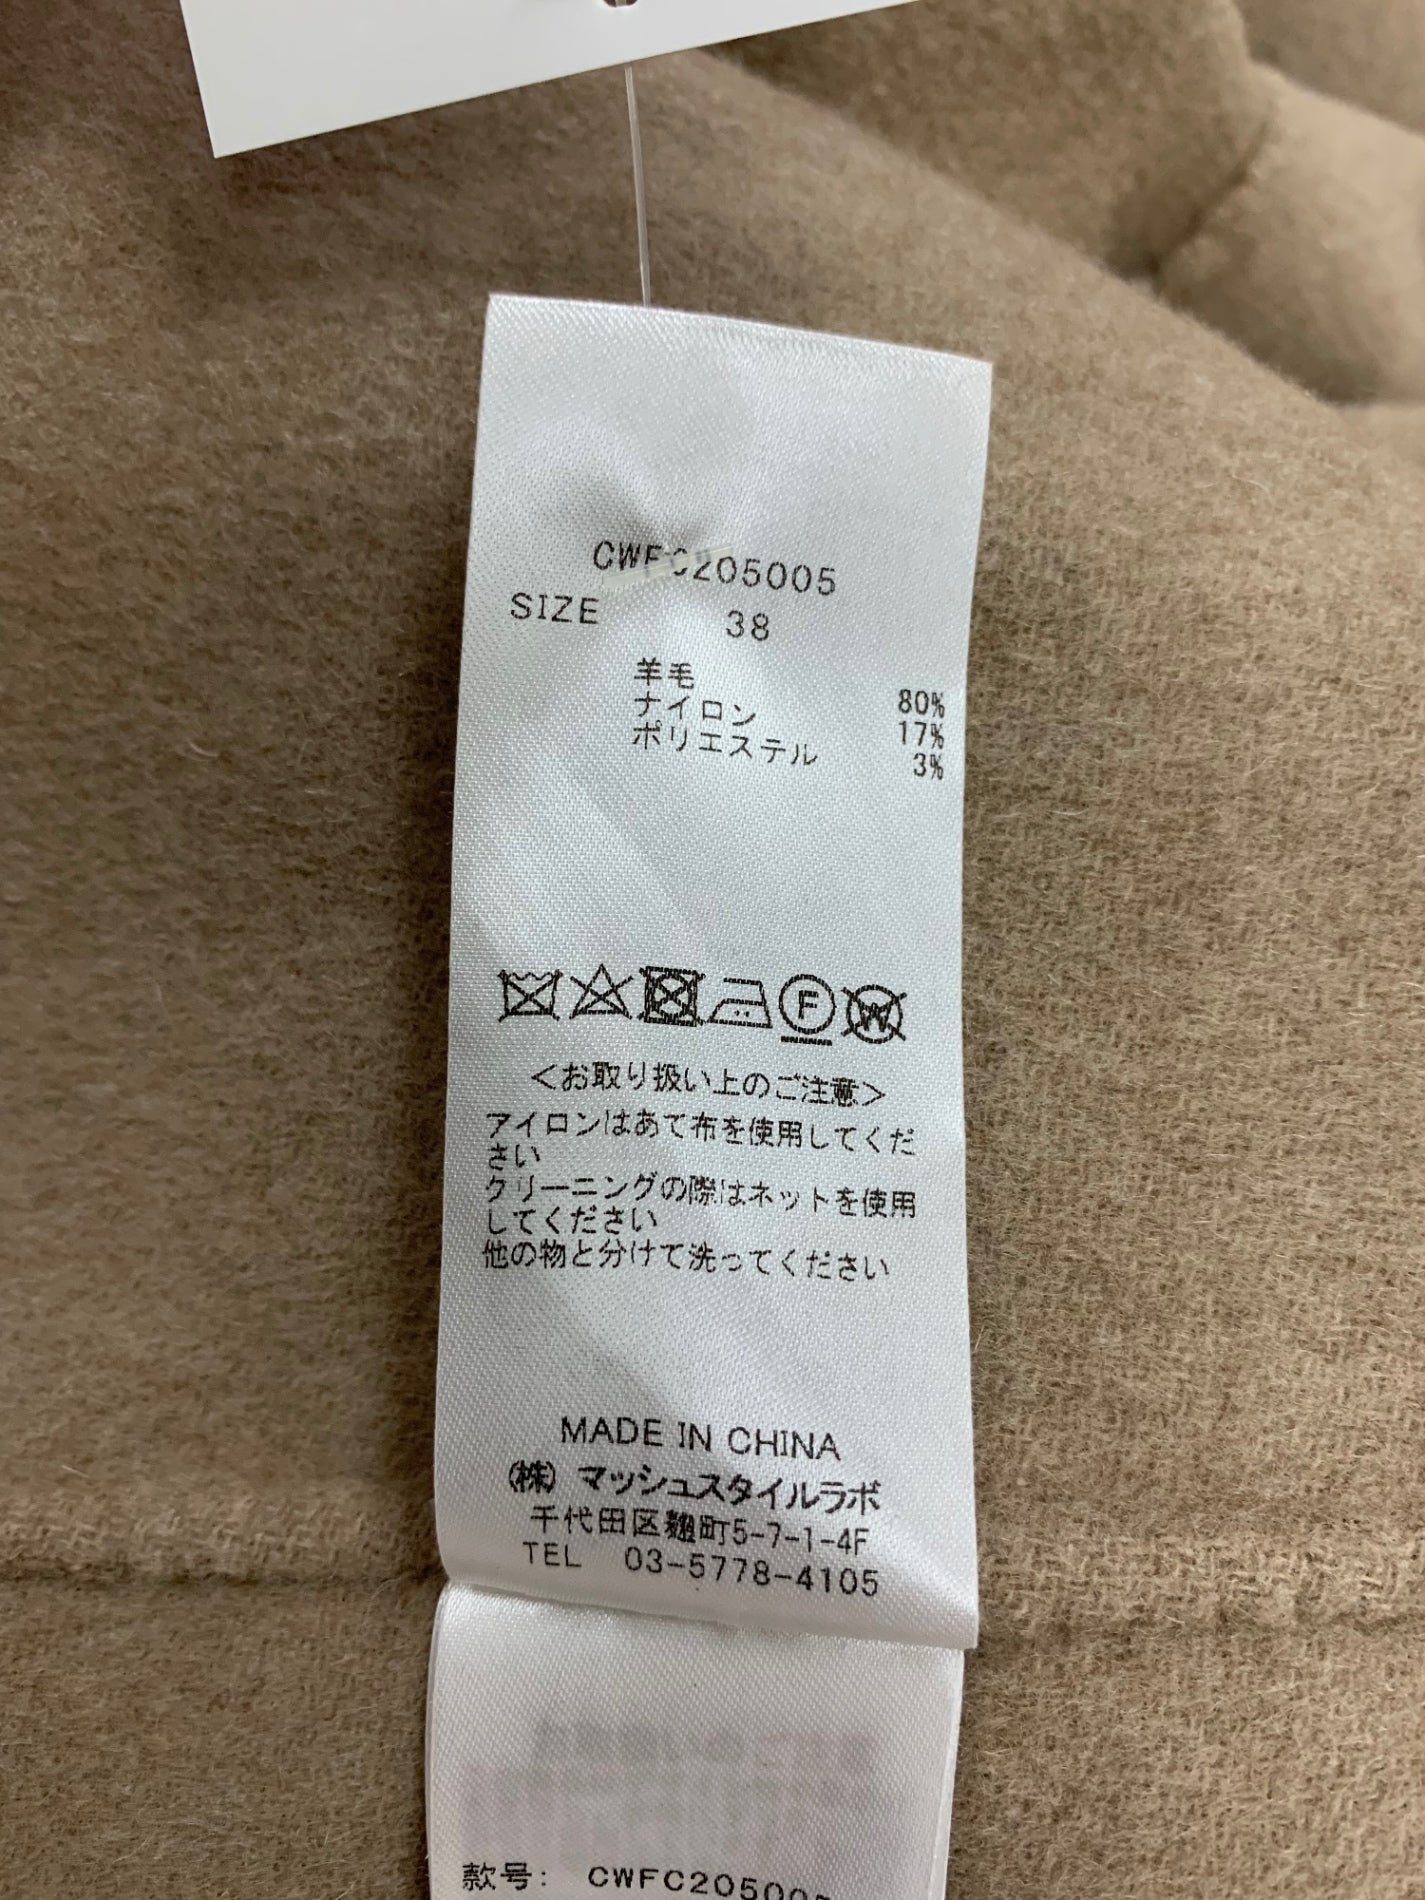 CWFC205005
SIZE 38
羊毛 80%
ナイロン 17%
ポリエステル 3%
F W
<お取り扱い上のご注意>
アイロンはあて布を使用してくだ
さい
クリーニングの際はネットを使用
してください
他の物と分けて洗ってください
MADE IN CHINA
(株) マッシュスタイルラボ
千代田区麹町5-7-1-4F
TEL 03-5778-4105
款号: CWFC205005